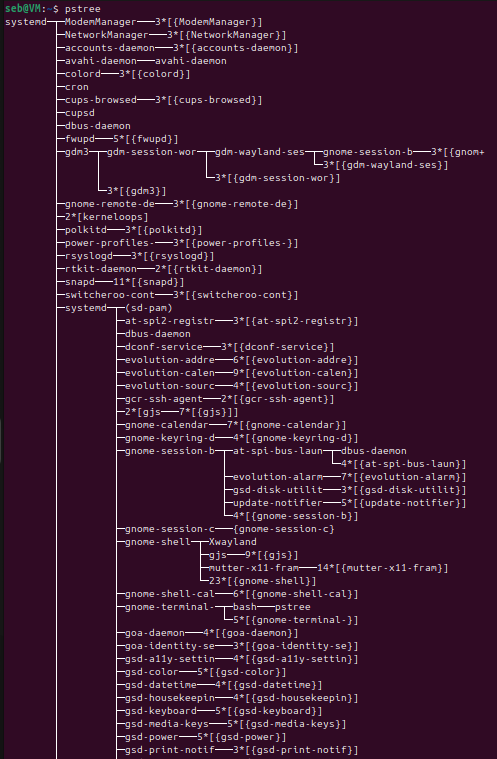 seb@VM:~$ pstree
systemd─┬─ModemManager───3*[{ModemManager}]
        ├─NetworkManager───3*[{NetworkManager}]
        ├─accounts-daemon───3*[{accounts-daemon}]
        ├─avahi-daemon───avahi-daemon
        ├─colord───3*[{colord}]
        ├─cron
        ├─cups-browsed───3*[{cups-browsed}]
        ├─cupsd
        ├─dbus-daemon
        ├─fwupd───5*[{fwupd}]
        ├─gdm3─┬─gdm-session-wor─┬─gdm-wayland-ses─┬─gnome-session-b───3*[{gnom+
        │      │                 │                 └─3*[{gdm-wayland-ses}]
        │      │                 └─3*[{gdm-session-wor}]
        │      └─3*[{gdm3}]
        ├─gnome-remote-de───3*[{gnome-remote-de}]
        ├─2*[kerneloops]
        ├─polkitd───3*[{polkitd}]
        ├─power-profiles-───3*[{power-profiles-}]
        ├─rsyslogd───3*[{rsyslogd}]
        ├─rtkit-daemon───2*[{rtkit-daemon}]
        ├─snapd───11*[{snapd}]
        ├─switcheroo-cont───3*[{switcheroo-cont}]
        ├─systemd─┬─(sd-pam)
        │         ├─at-spi2-registr───3*[{at-spi2-registr}]
        │         ├─dbus-daemon
        │         ├─dconf-service───3*[{dconf-service}]
        │         ├─evolution-addre───6*[{evolution-addre}]
        │         ├─evolution-calen───9*[{evolution-calen}]
        │         ├─evolution-sourc───4*[{evolution-sourc}]
        │         ├─gcr-ssh-agent───2*[{gcr-ssh-agent}]
        │         ├─2*[gjs───7*[{gjs}]]
        │         ├─gnome-calendar───7*[{gnome-calendar}]
        │         ├─gnome-keyring-d───4*[{gnome-keyring-d}]
        │         ├─gnome-session-b─┬─at-spi-bus-laun─┬─dbus-daemon
        │         │                 │                 └─4*[{at-spi-bus-laun}]
        │         │                 ├─evolution-alarm───7*[{evolution-alarm}]
        │         │                 ├─gsd-disk-utilit───3*[{gsd-disk-utilit}]
        │         │                 ├─update-notifier───5*[{update-notifier}]
        │         │                 └─4*[{gnome-session-b}]
        │         ├─gnome-session-c───{gnome-session-c}
        │         ├─gnome-shell─┬─Xwayland
        │         │             ├─gjs───9*[{gjs}]
        │         │             ├─mutter-x11-fram───14*[{mutter-x11-fram}]
        │         │             └─23*[{gnome-shell}]
        │         ├─gnome-shell-cal───6*[{gnome-shell-cal}]
        │         ├─gnome-terminal-─┬─bash───pstree
        │         │                 └─5*[{gnome-terminal-}]
        │         ├─goa-daemon───4*[{goa-daemon}]
        │         ├─goa-identity-se───3*[{goa-identity-se}]
        │         ├─gsd-a11y-settin───4*[{gsd-a11y-settin}]
        │         ├─gsd-color───5*[{gsd-color}]
        │         ├─gsd-datetime───4*[{gsd-datetime}]
        │         ├─gsd-housekeepin───4*[{gsd-housekeepin}]
        │         ├─gsd-keyboard───5*[{gsd-keyboard}]
        │         ├─gsd-media-keys───5*[{gsd-media-keys}]
        │         ├─gsd-power───5*[{gsd-power}]
        │         ├─gsd-print-notif───3*[{gsd-print-notif}]